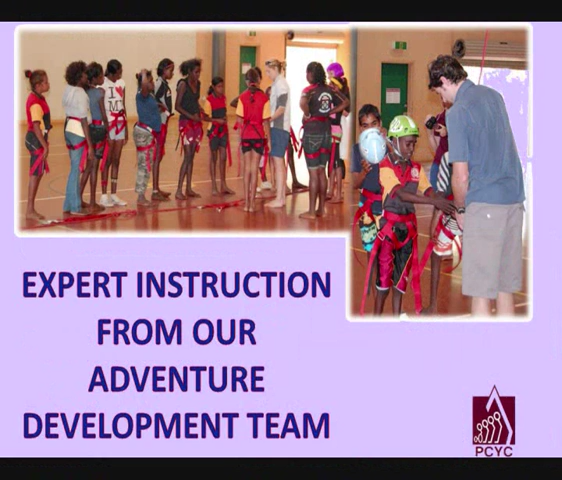 I ♥ M
EXPERT INSTRUCTION
FROM OUR
ADVENTURE
DEVELOPMENT TEAM
PCYC